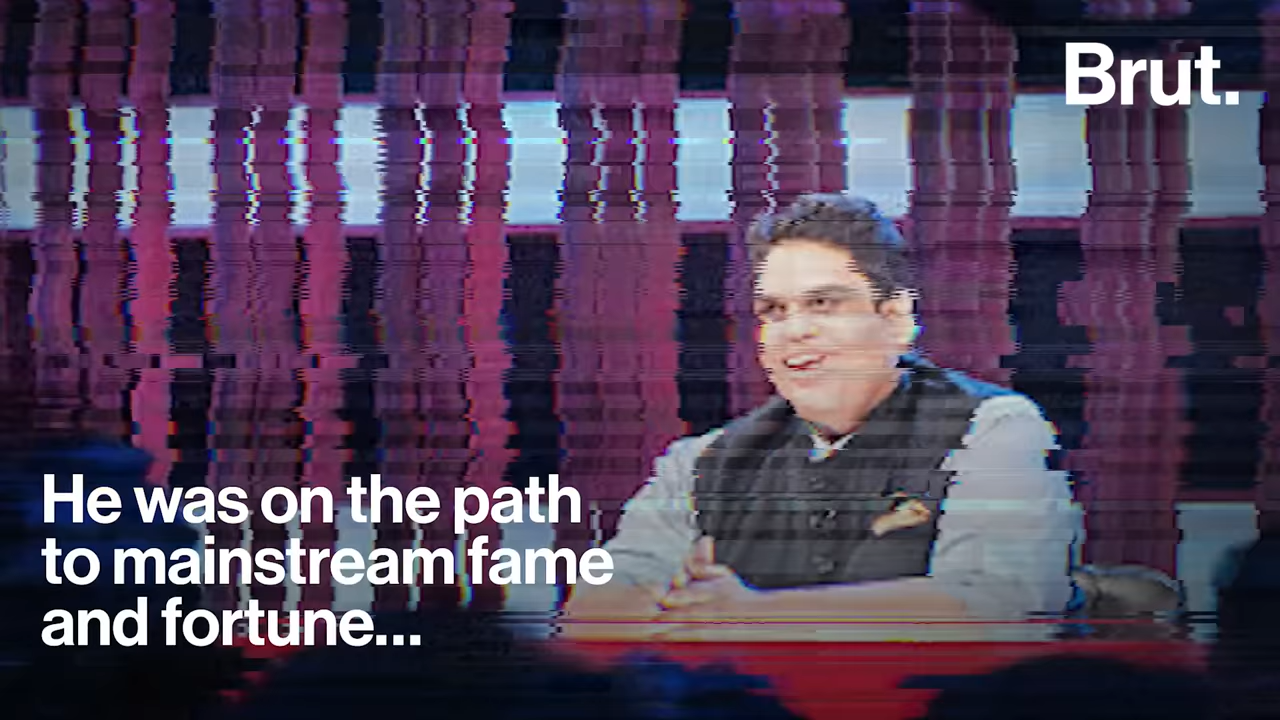 Brut.
He was on the path
to mainstream fame
and fortune...